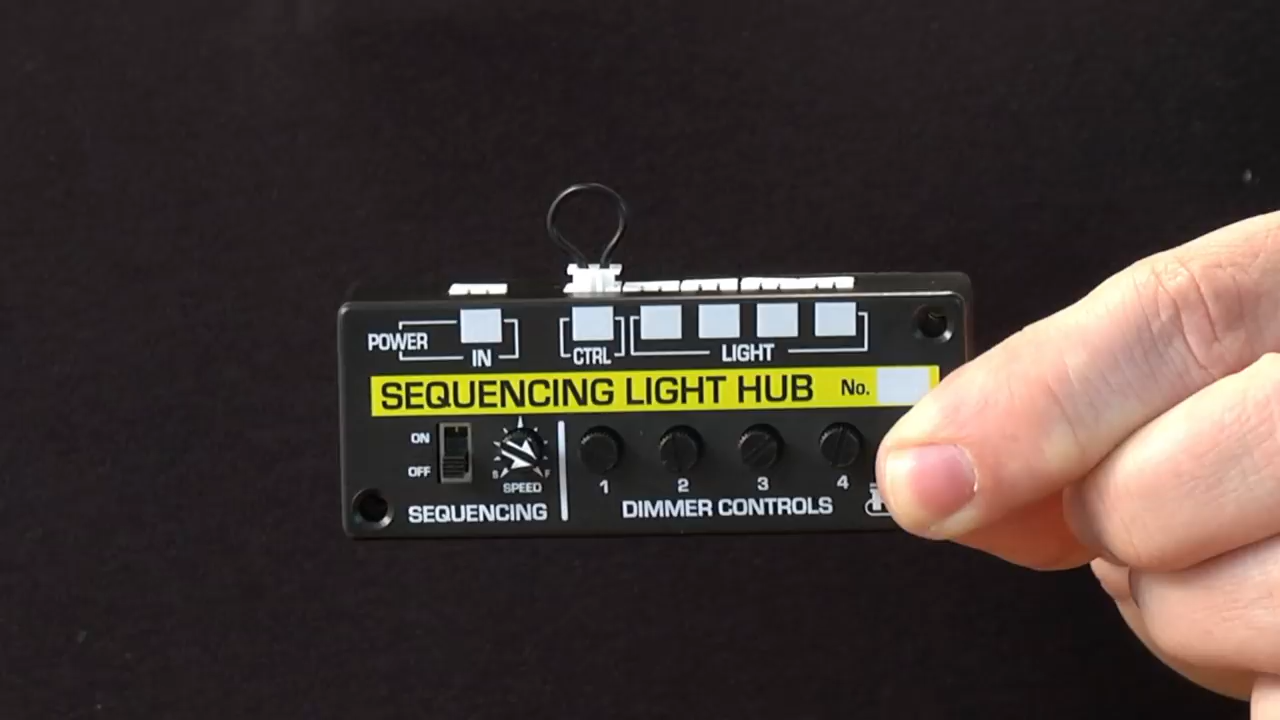 POWER IN CTRL LIGHT
SEQUENCING LIGHT HUB No.
ON
OFF
S F
SPEED
1 2 3 4
SEQUENCING DIMMER CONTROLS